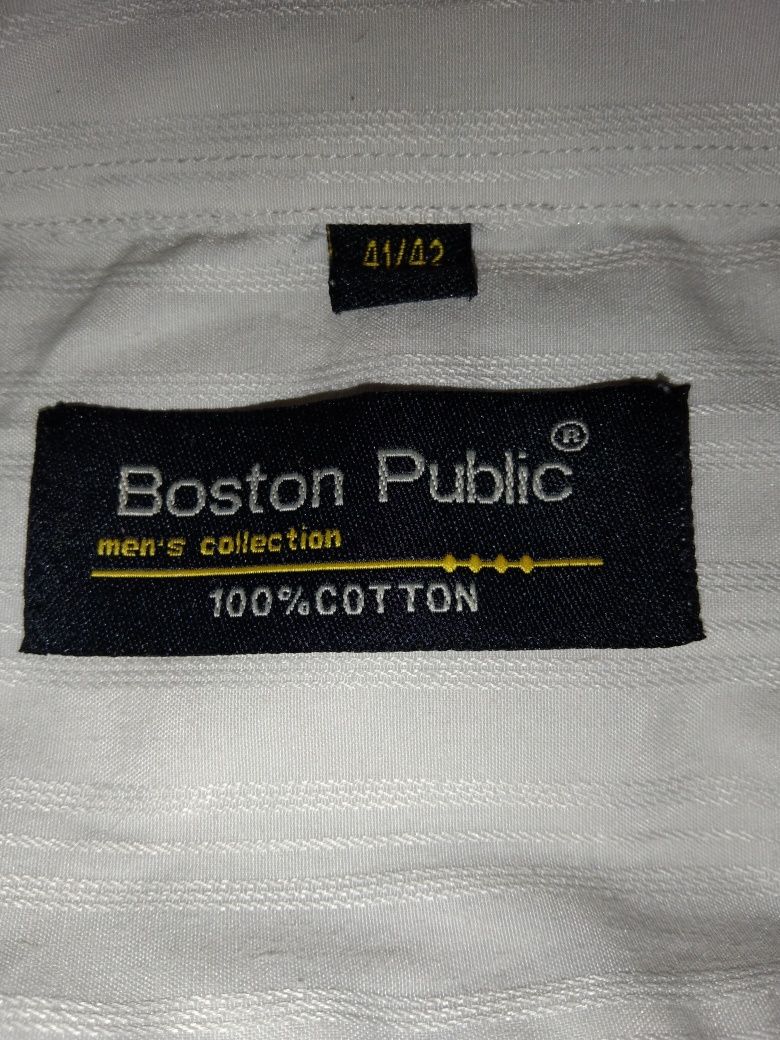 41/42
Boston Public®
men's collection
100%COTTON